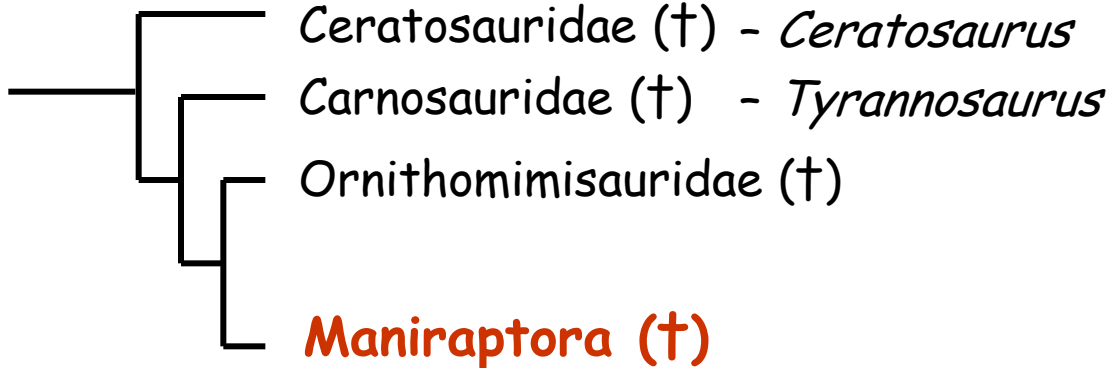 Ceratosauridae (†) – Ceratosaurus
Carnosauridae (†) – Tyrannosaurus
Ornithomimisauridae (†)
Maniraptora (†)